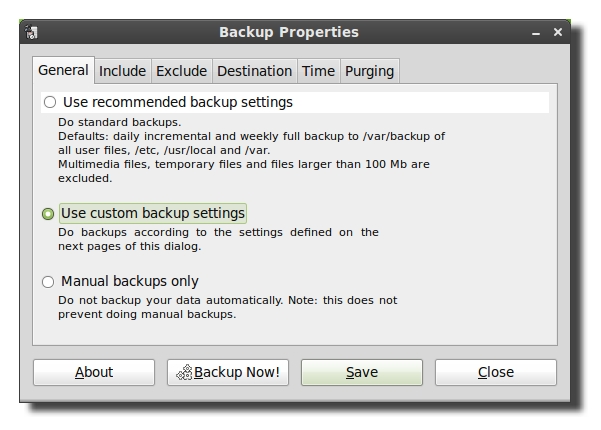 Backup Properties
General Include Exclude Destination Time Purging
Use recommended backup settings
Do standard backups.
Defaults: daily incremental and weekly full backup to /var/backup of
all user files, /etc, /usr/local and /var.
Multimedia files, temporary files and files larger than 100 Mb are
excluded.
Use custom backup settings
Do backups according to the settings defined on the
next pages of this dialog.
Manual backups only
Do not backup your data automatically. Note: this does not
prevent doing manual backups.
About Backup Now! Save Close